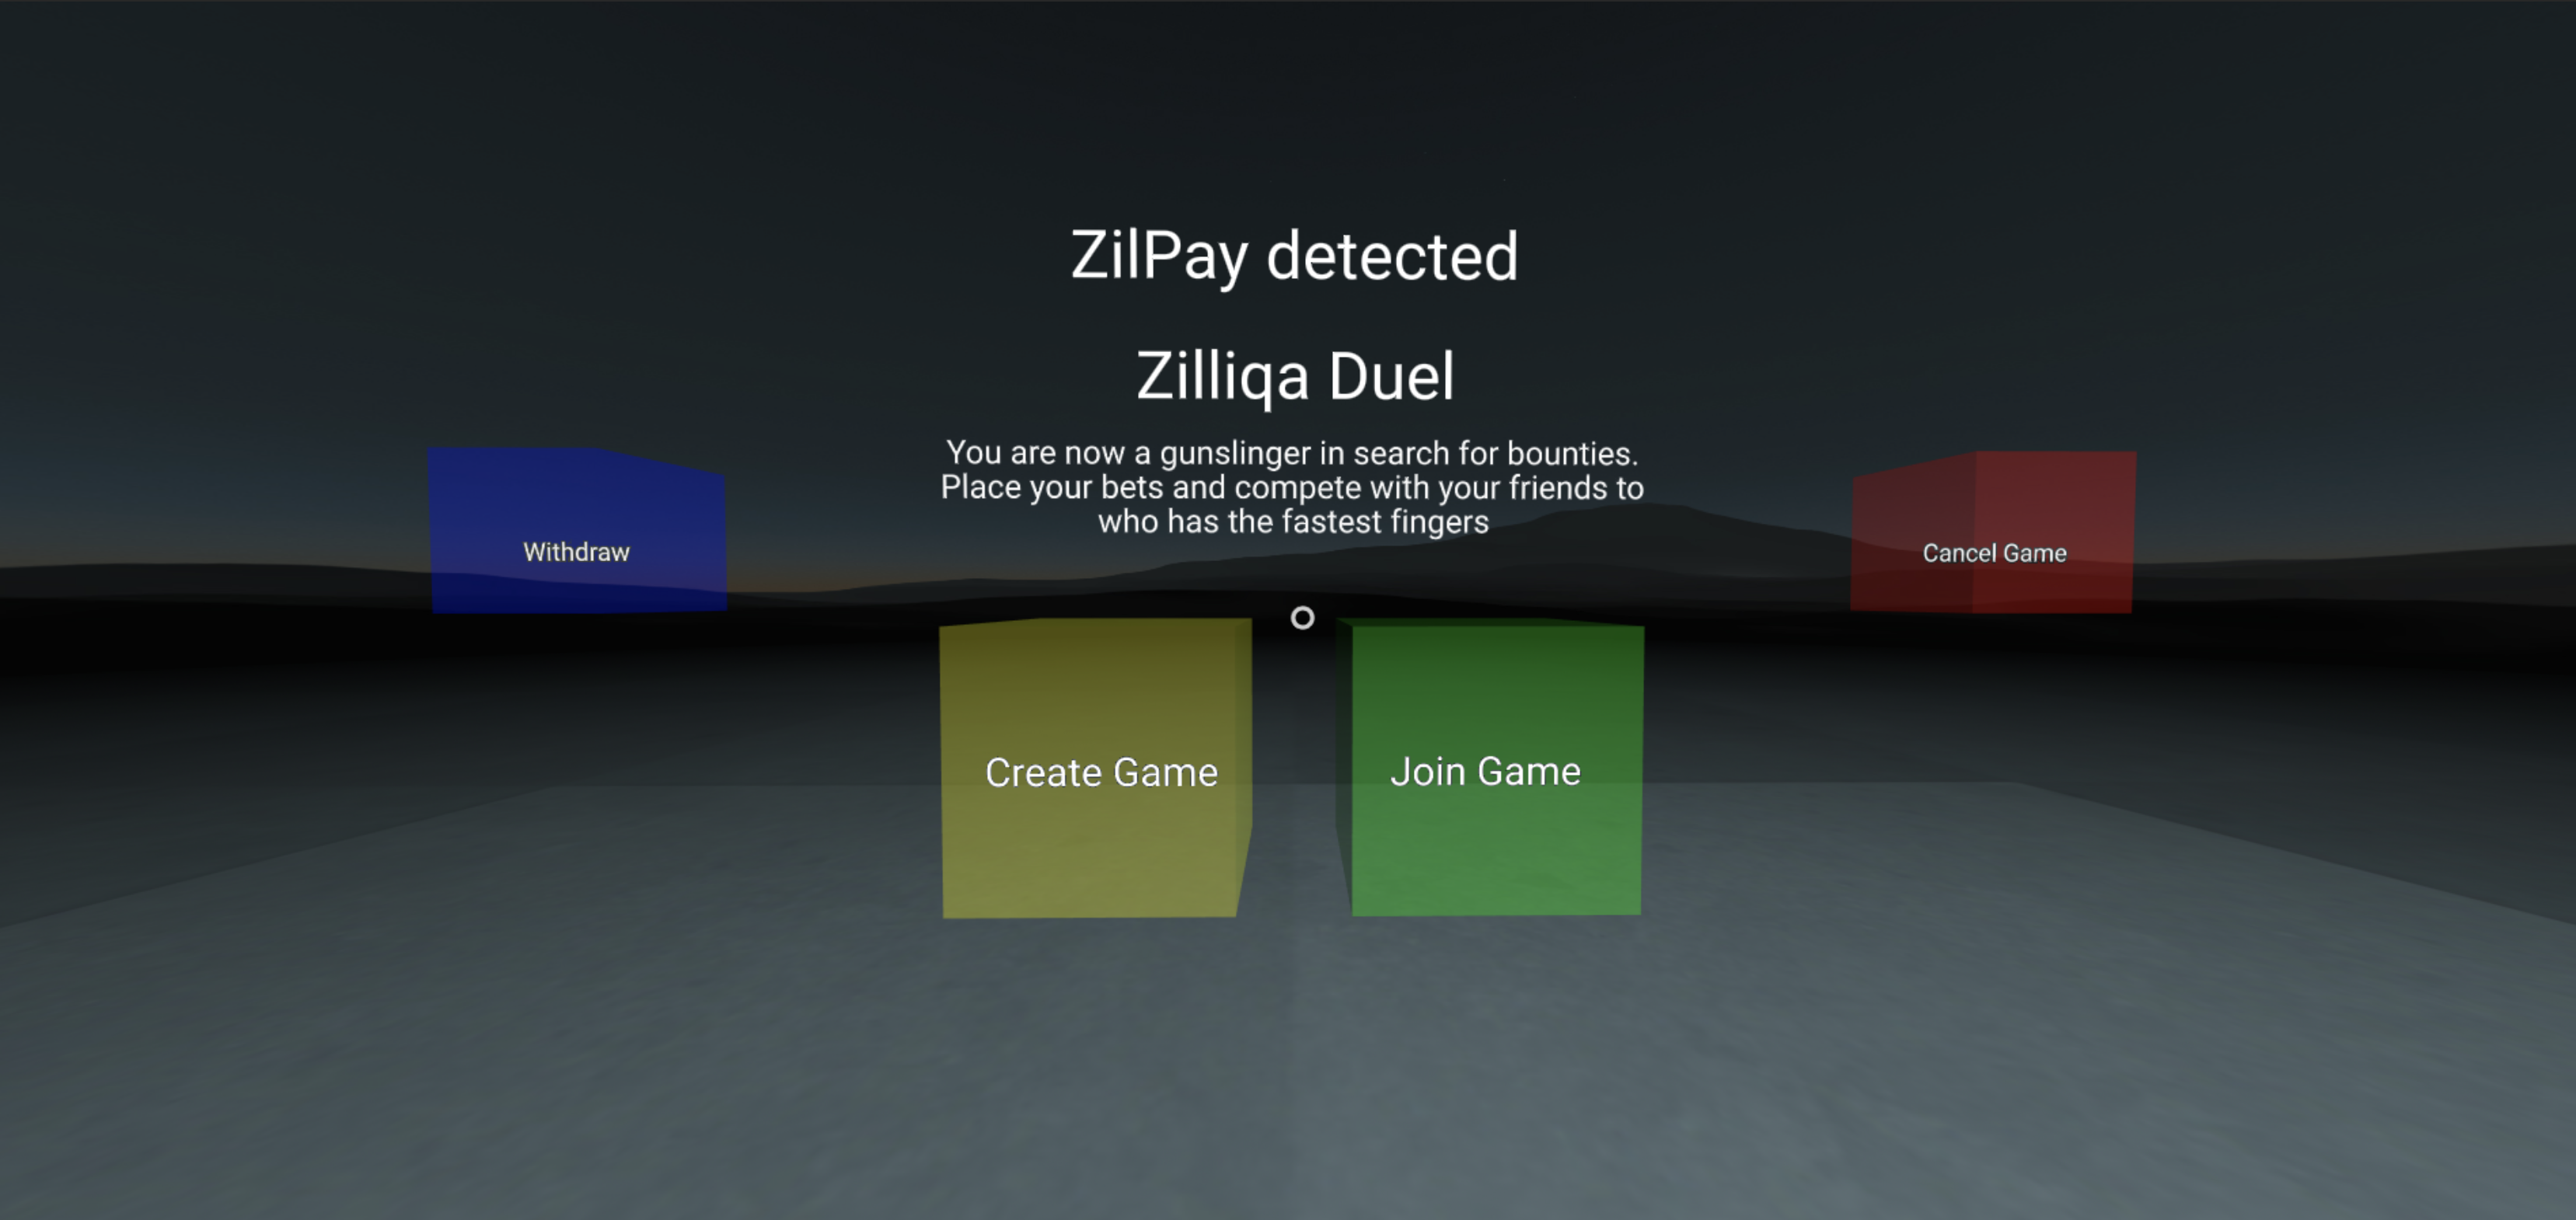 ZilPay detected
Zilliqa Duel
You are now a gunslinger in search for bounties.
Place your bets and compete with your friends to
who has the fastest fingers
Withdraw
Cancel Game
Create Game
Join Game